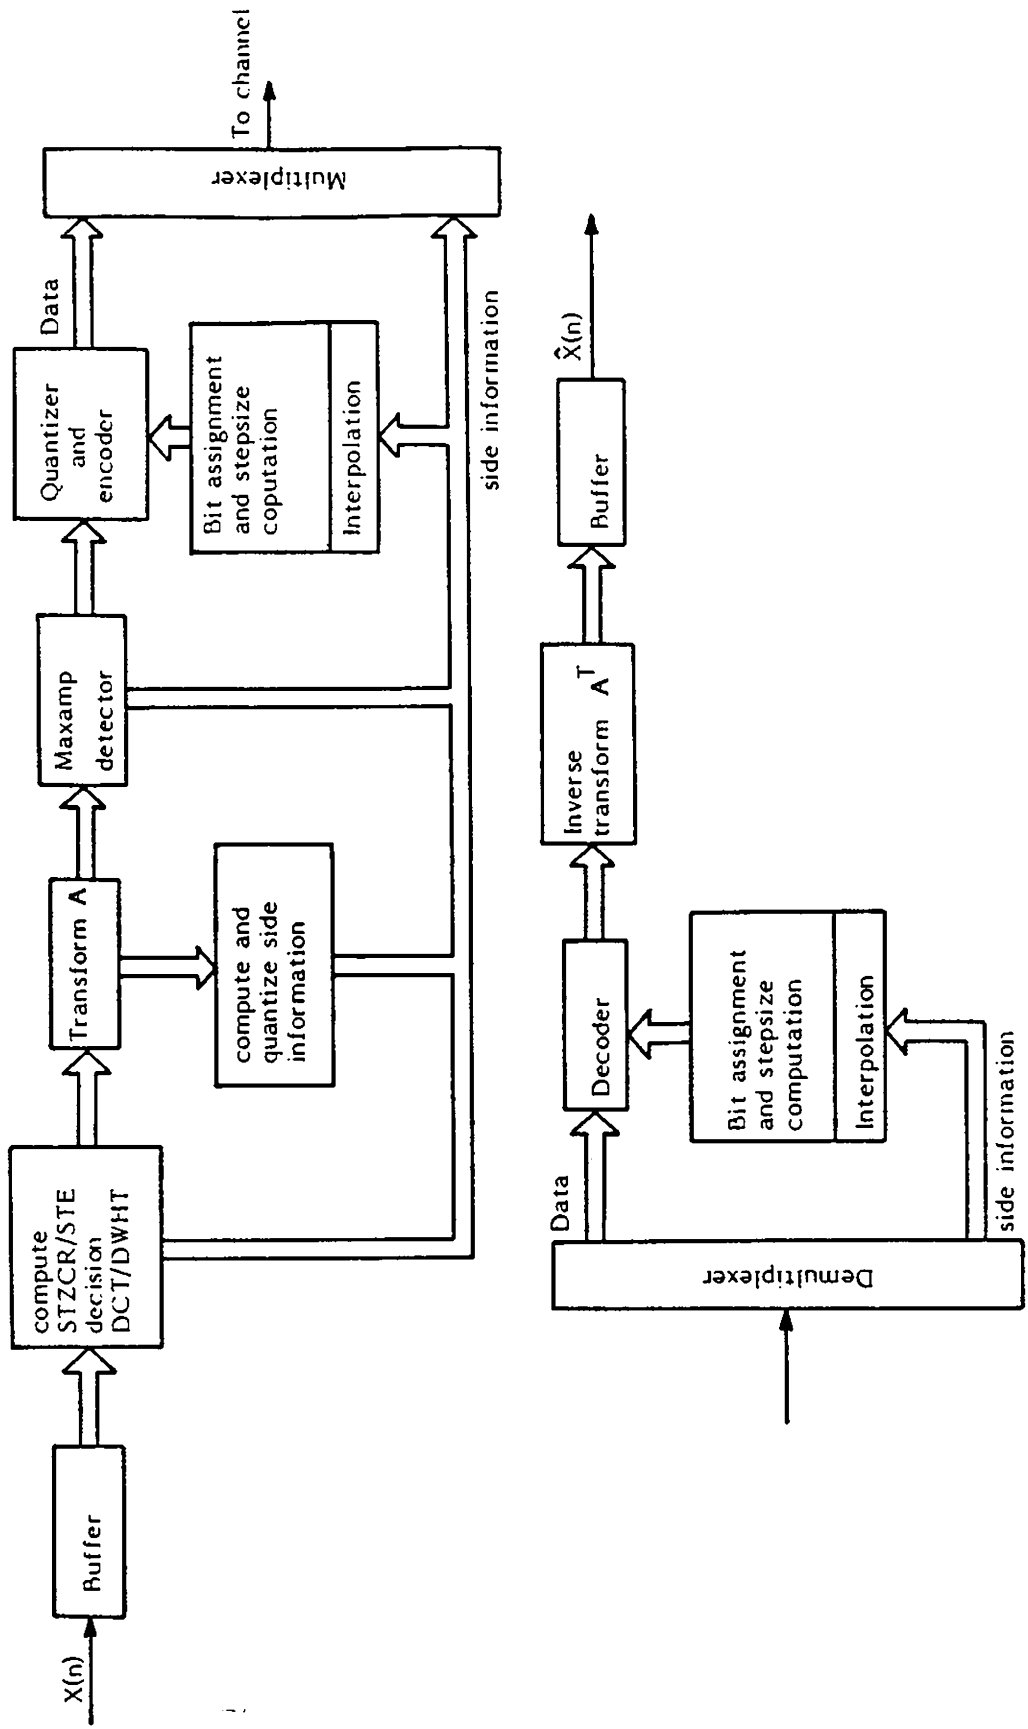 X(n)
Buffer
compute
STZCR/STE
decision
DCT/DWHT
Transform A
compute and
quantize side
information
Maxamp
detector
Quantizer
and
encoder
Data
Bit assignment
and stepsize
coputation
Interpolation
side information
Multiplexer
To channel
Demultiplexer
Data
side information
Decoder
Bit assignment
and stepsize
computation
Interpolation
Inverse
transform A^T
Buffer
X̂(n)